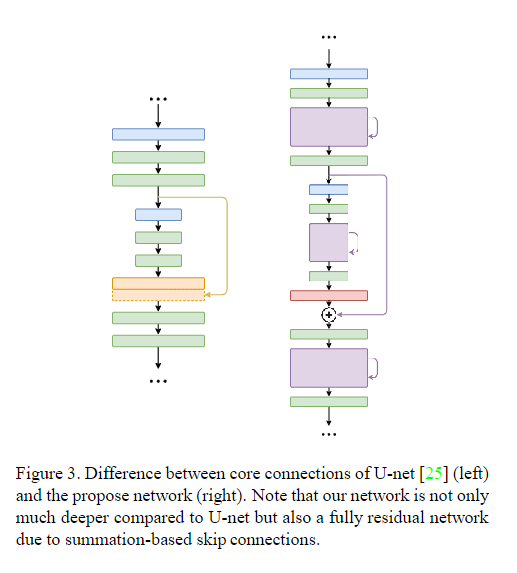 Figure 3. Difference between core connections of U-net [25] (left)
and the propose network (right). Note that our network is not only
much deeper compared to U-net but also a fully residual network
due to summation-based skip connections.